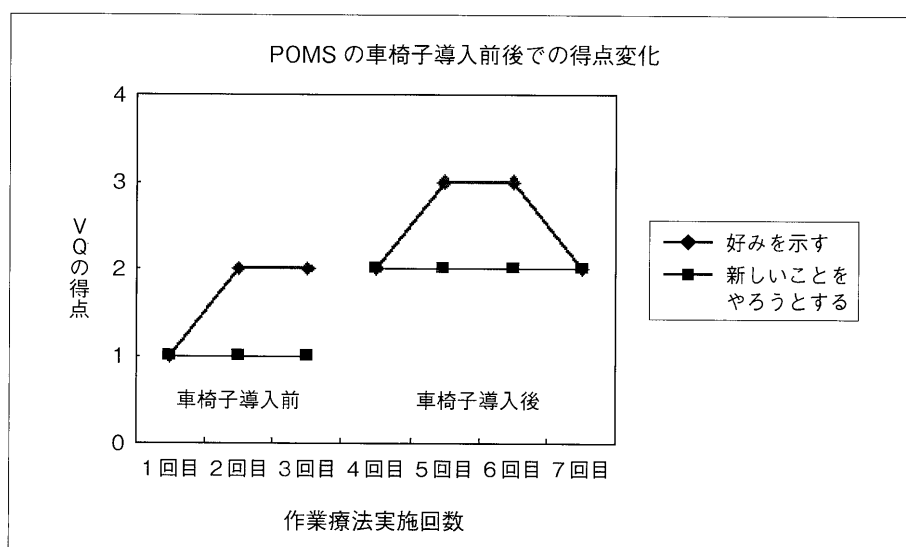 POMS の車椅子導入前後での得点変化
4
3
2
1
0
VQの得点
車椅子導入前
車椅子導入後
1回目 2回目 3回目 4回目 5回目 6回目 7回目
作業療法実施回数
好みを示す
新しいことを
やろうとする